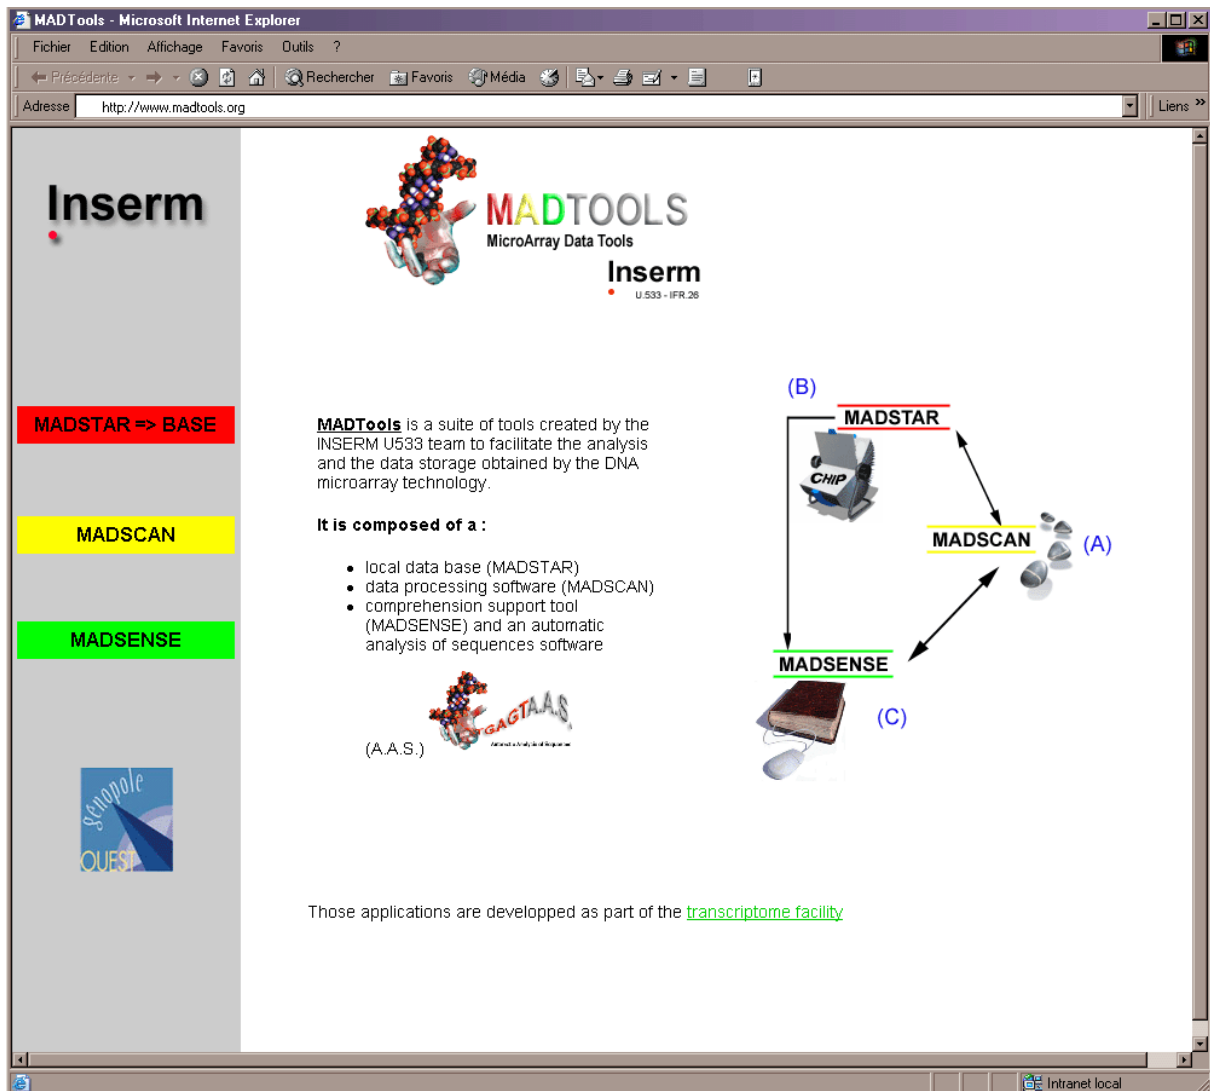 MADTools - Microsoft Internet Explorer
Fichier Edition Affichage Favoris Outils ?
Précédente Rechercher Favoris Média
Adresse http://www.madtools.org Liens »
Inserm
MADTOOLS
MicroArray Data Tools
Inserm
U.533 - IFR.26
MADSTAR => BASE
MADSCAN
MADSENSE
genopole
OUEST
MADTools is a suite of tools created by the
INSERM U533 team to facilitate the analysis
and the data storage obtained by the DNA
microarray technology.
It is composed of a :
• local data base (MADSTAR)
• data processing software (MADSCAN)
• comprehension support tool
(MADSENSE) and an automatic
analysis of sequences software
GAGTA.A.S.
Automatic Analysis of Sequences
(A.A.S.)
(B)
MADSTAR
CHIP
MADSCAN
(A)
MADSENSE
(C)
Those applications are developped as part of the transcriptome facility
Intranet local